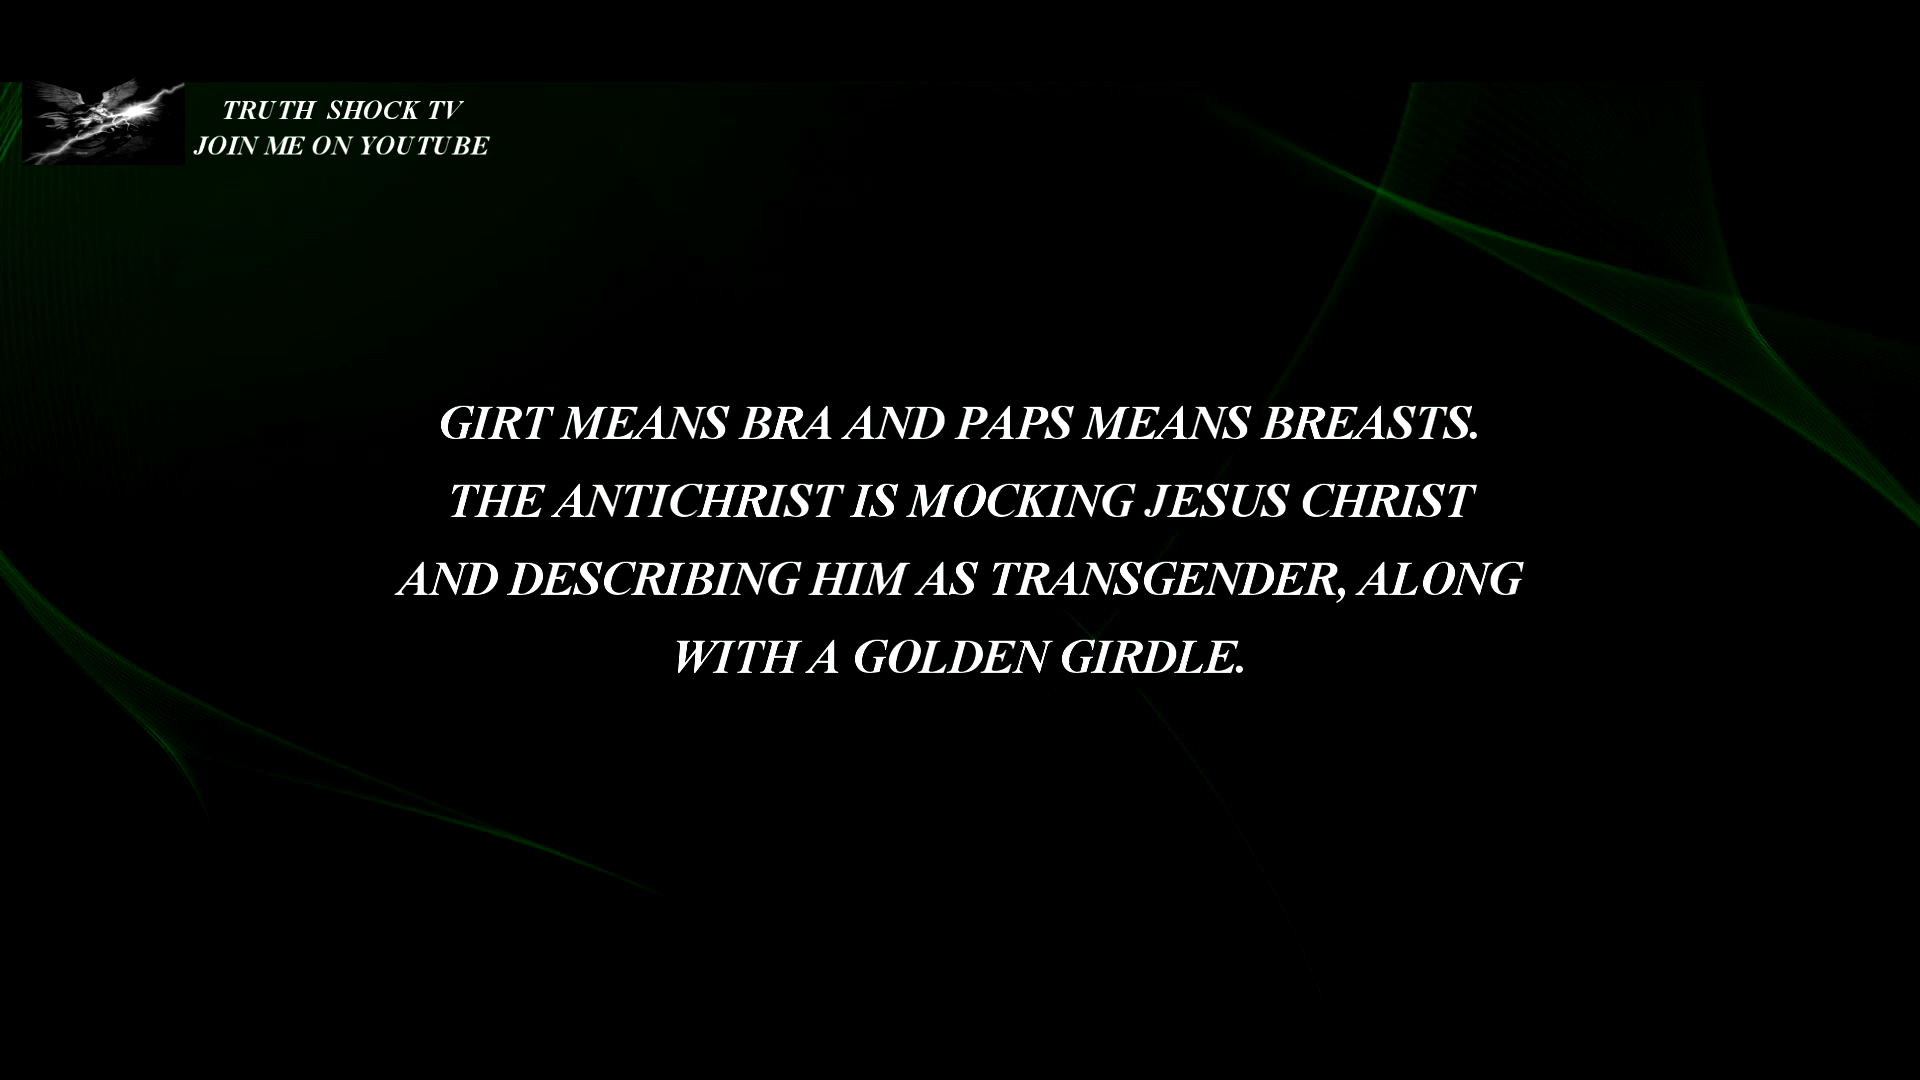 TRUTH SHOCK TV
JOIN ME ON YOUTUBE
GIRT MEANS BRA AND PAPS MEANS BREASTS.
THE ANTICHRIST IS MOCKING JESUS CHRIST
AND DESCRIBING HIM AS TRANSGENDER, ALONG
WITH A GOLDEN GIRDLE.